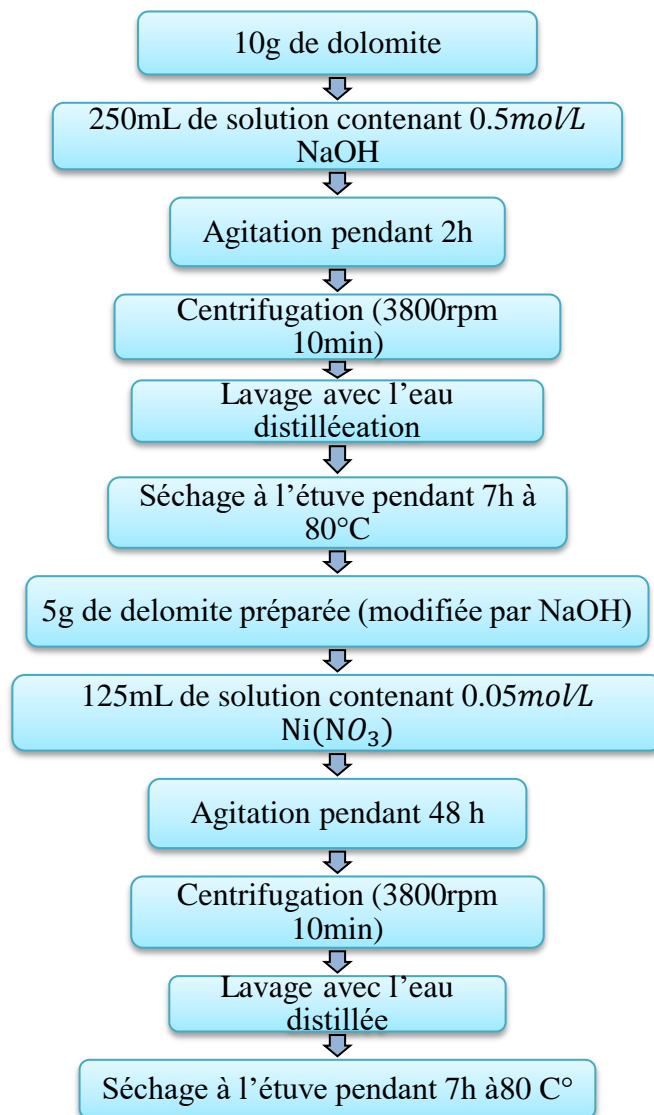 10g de dolomite
250mL de solution contenant 0.5mol/L
NaOH
Agitation pendant 2h
Centrifugation (3800rpm
10min)
Lavage avec l’eau
distilléeation
Séchage à l’étuve pendant 7h à
80°C
5g de delomite préparée (modifiée par NaOH)
125mL de solution contenant 0.05mol/L
Ni(NO₃)
Agitation pendant 48 h
Centrifugation (3800rpm
10min)
Lavage avec l’eau
distillée
Séchage à l’étuve pendant 7h à80 C°